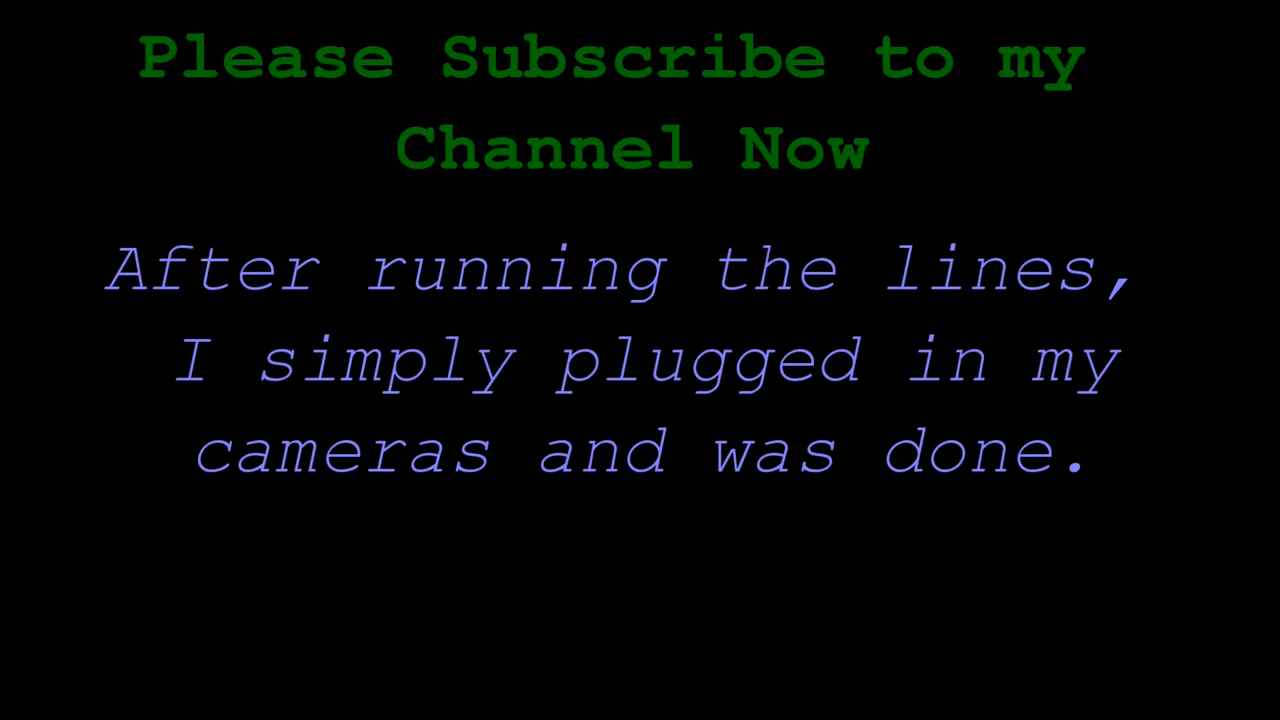 Please Subscribe to my
Channel Now
After running the lines,
I simply plugged in my
cameras and was done.